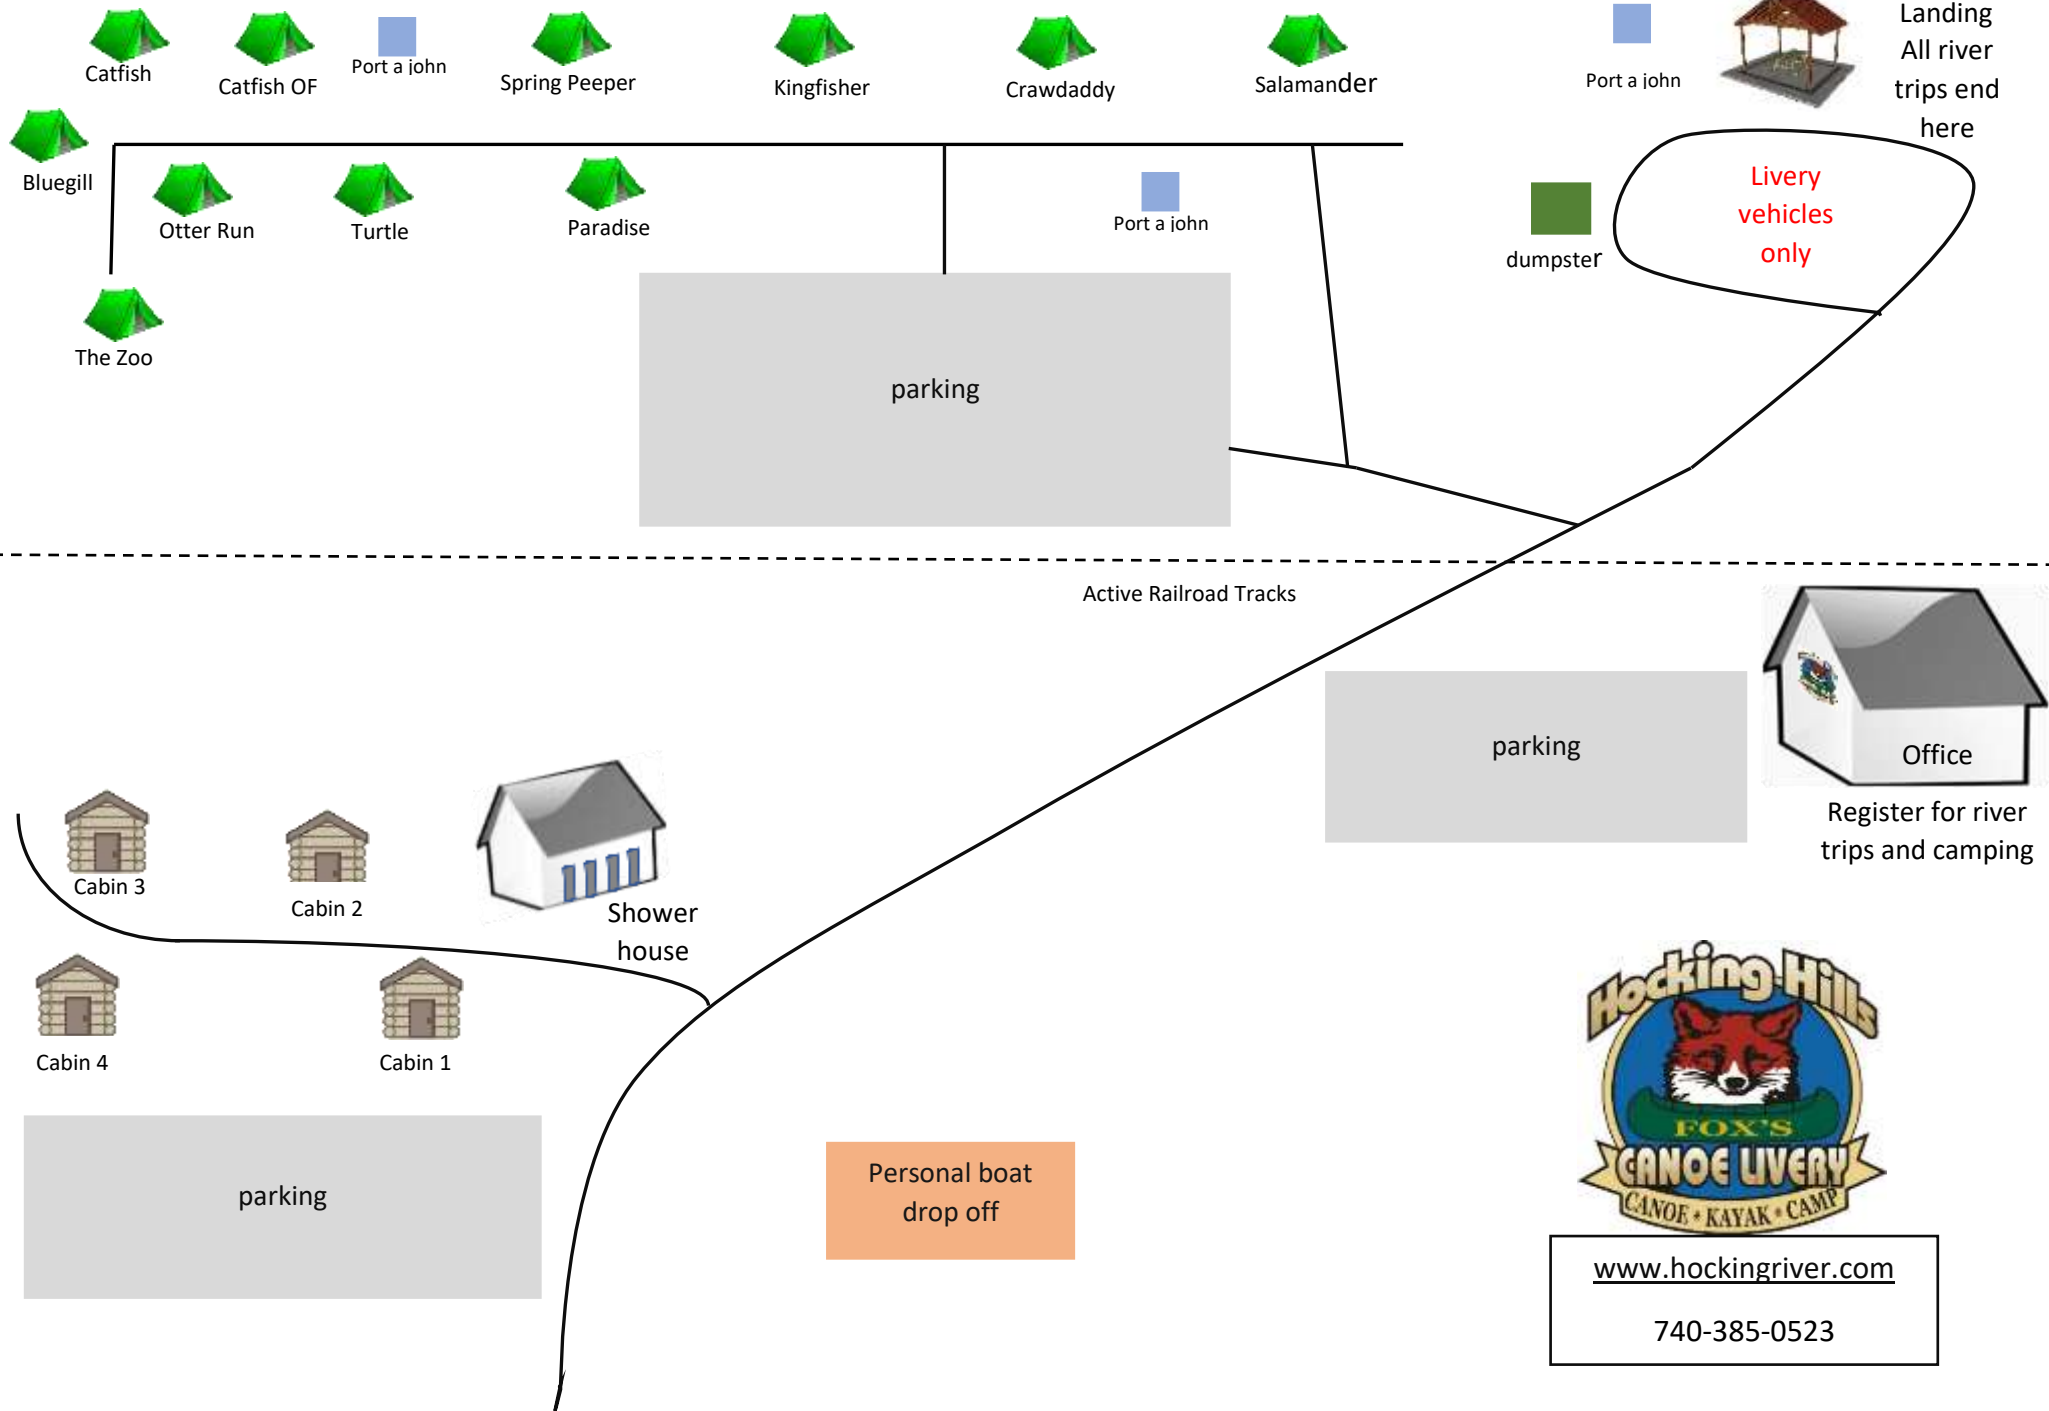 Landing
All river
trips end
here
Catfish
Catfish OF
Port a john
Spring Peeper
Kingfisher
Crawdaddy
Salamander
Port a john
Bluegill
Otter Run
Turtle
Paradise
Port a john
dumpster
Livery
vehicles
only
The Zoo
parking
Active Railroad Tracks
parking
Office
Register for river
trips and camping
Cabin 3
Cabin 2
Shower
house
Cabin 4
Cabin 1
parking
Personal boat
drop off
Hocking Hills
FOX'S
CANOE LIVERY
CANOE * KAYAK * CAMP
www.hockingriver.com
740-385-0523